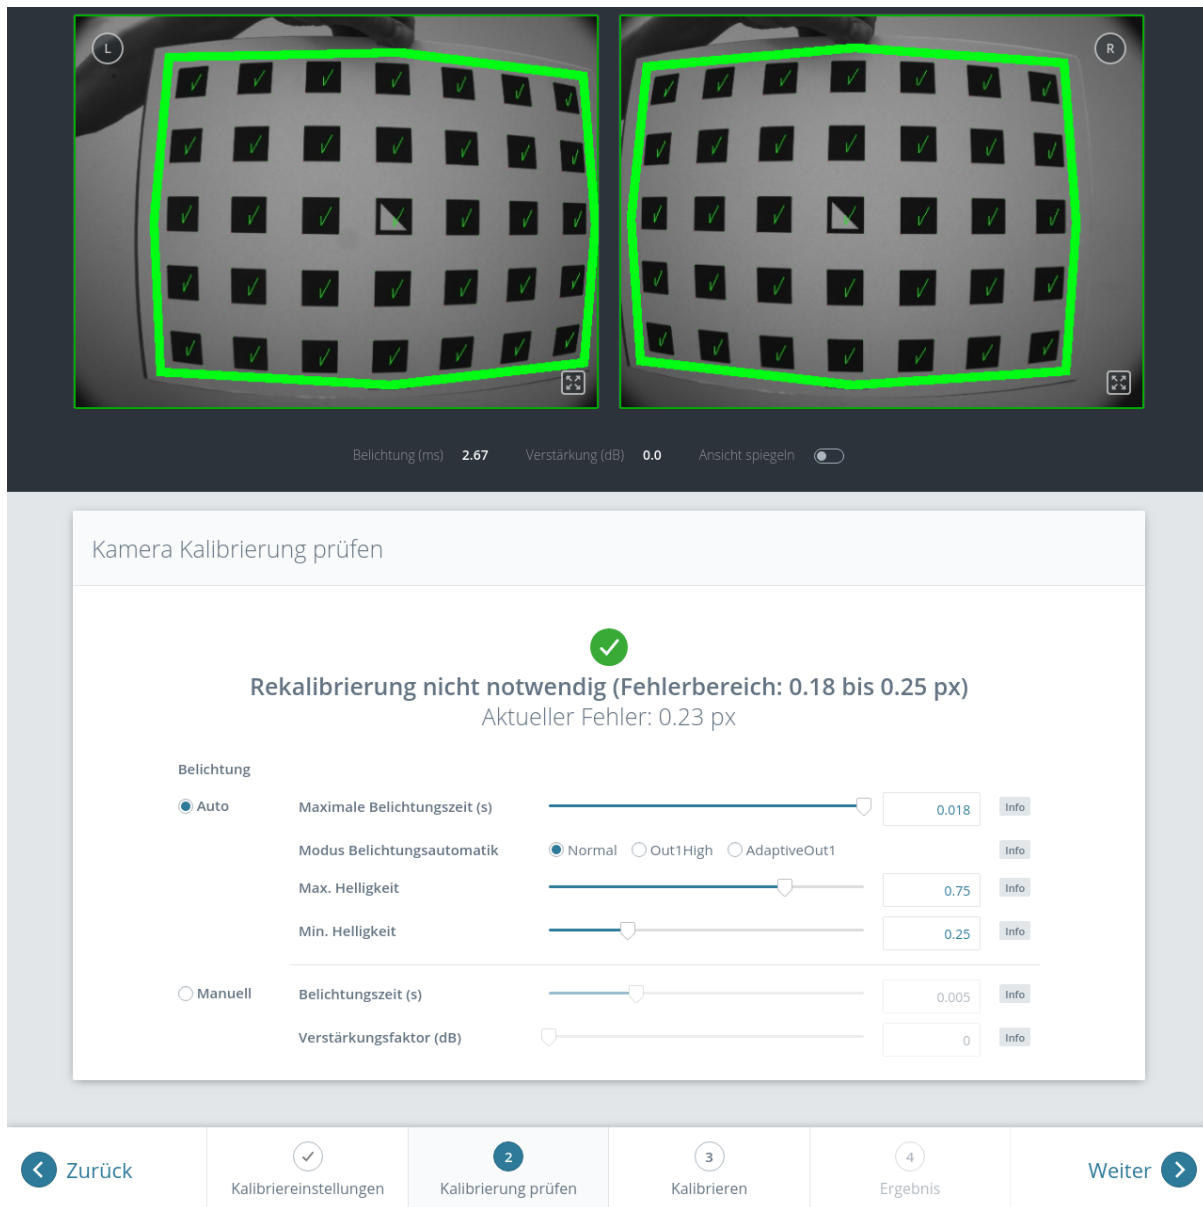 L
R
Belichtung (ms) 2.67 Verstärkung (dB) 0.0 Ansicht spiegeln
Kamera Kalibrierung prüfen
Rekalibrierung nicht notwendig (Fehlerbereich: 0.18 bis 0.25 px)
Aktueller Fehler: 0.23 px
Belichtung
Auto Maximale Belichtungszeit (s) 0.018 Info
Modus Belichtungsautomatik Normal Out1High AdaptiveOut1 Info
Max. Helligkeit 0.75 Info
Min. Helligkeit 0.25 Info
Manuell Belichtungszeit (s) 0.005 Info
Verstärkungsfaktor (dB) 0 Info
2 3 4
Zurück Kalibriereinstellungen Kalibrierung prüfen Kalibrieren Ergebnis Weiter